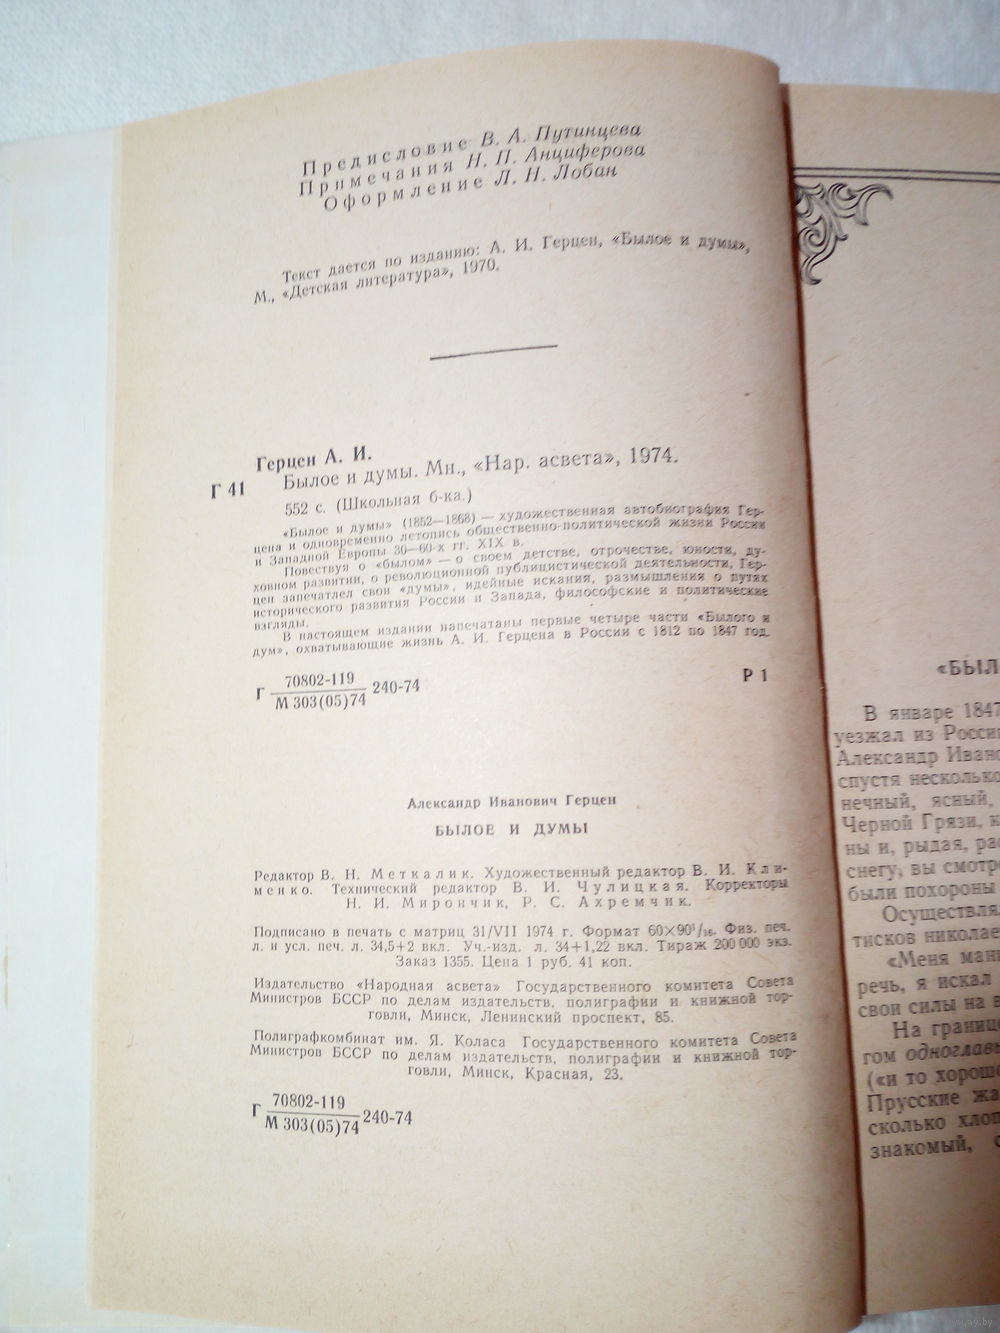 Предисловие В. А. Путинцева
Примечания Н. П. Анциферова
Оформление Л. Н. Лобан
Текст дается по изданию: А. И. Герцен, «Былое и думы»,
М., «Детская литература», 1970.
Герцен А. И.
Г 41 Былое и думы. Мн., «Нар. асвета», 1974.
552 с. (Школьная б-ка.)
«Былое и думы» (1852—1868) — художественная автобиография Гер-
цена и одновременно летопись общественно-политической жизни России
и Западной Европы 30—60-х гг. XIX в.
Повествуя о «былом» — о своем детстве, отрочестве, юности, ду-
ховном развитии, о революционной публицистической деятельности, Гер-
цен запечатлел свои «думы», идейные искания, размышления о путях
исторического развития России и Запада, философские и политические
взгляды.
В настоящем издании напечатаны первые четыре части «Былого и
дум», охватывающие жизнь А. И. Герцена в России с 1812 по 1847 год.
Г 70802-119
М 303(05)74 240-74 Р 1
Александр Иванович Герцен
БЫЛОЕ И ДУМЫ
Редактор В. Н. Меткалик. Художественный редактор В. И. Кли-
менко. Технический редактор В. И. Чулицкая. Корректоры
Н. И. Мирончик, Р. С. Ахремчик.
Подписано в печать с матриц 31/VII 1974 г. Формат 60×90¹/₁₆. Физ. печ.
л. и усл. печ. л. 34,5+2 вкл. Уч.-изд. л. 34+1,22 вкл. Тираж 200 000 экз.
Заказ 1355. Цена 1 руб. 41 коп.
Издательство «Народная асвета» Государственного комитета Совета
Министров БССР по делам издательств, полиграфии и книжной тор-
говли, Минск, Ленинский проспект, 85.
Полиграфкомбинат им. Я. Коласа Государственного комитета Совета
Министров БССР по делам издательств, полиграфии и книжной тор-
говли, Минск, Красная, 23.
Г 70802-119
М 303(05)74 240-74
«БЫЛ
В январе 1847
уезжал из Росси
Александр Ивано
спустя несколько
нечный, ясный,
Черной Грязи, к
ны и, рыдая, рас
снегу, вы смотре
были похороны
Осуществля
тисков николае
«Меня мани
речь, я искал
свои силы на в
На границе
гом одноглавы
(«и то хорошо
Прусские жа
сколько хлоп
знакомый, с